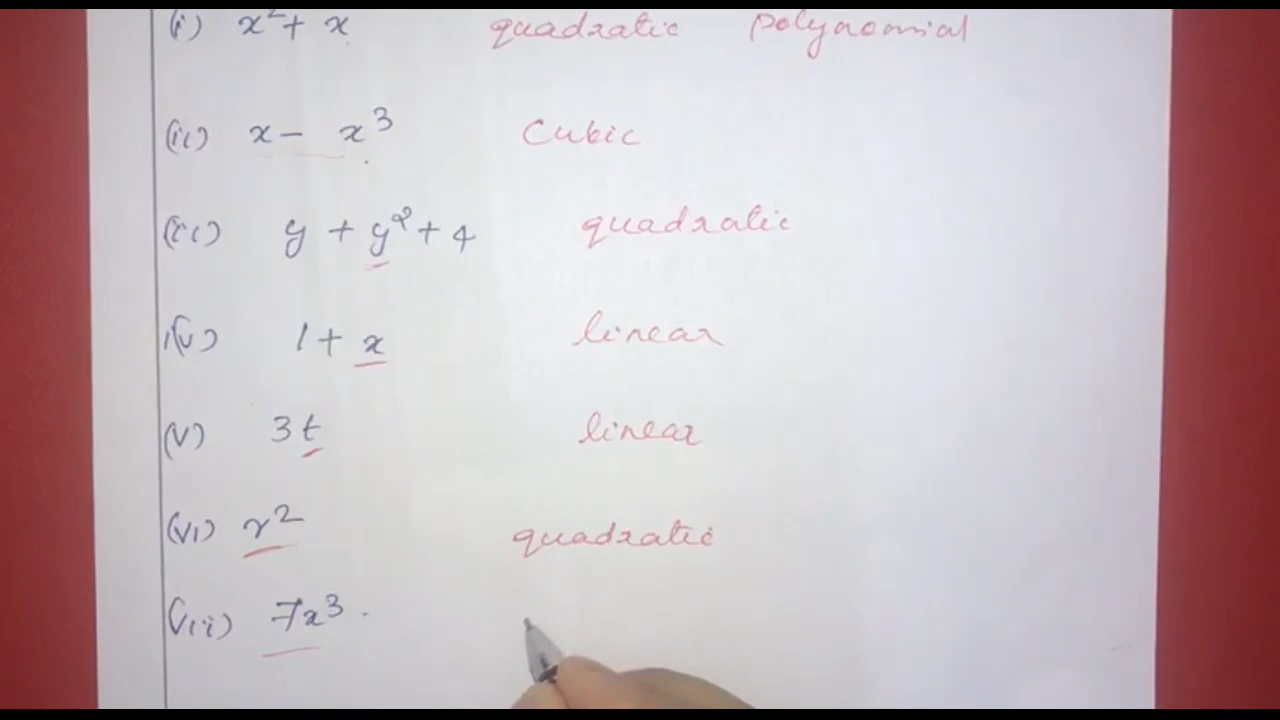 (i) x²+ x quadratic polynomial
(ii) x – x³ Cubic
(iii) y + y² + 4 quadratic
(iv) 1 + x linear
(v) 3t linear
(vi) r² quadratic
(vii) 7x³.